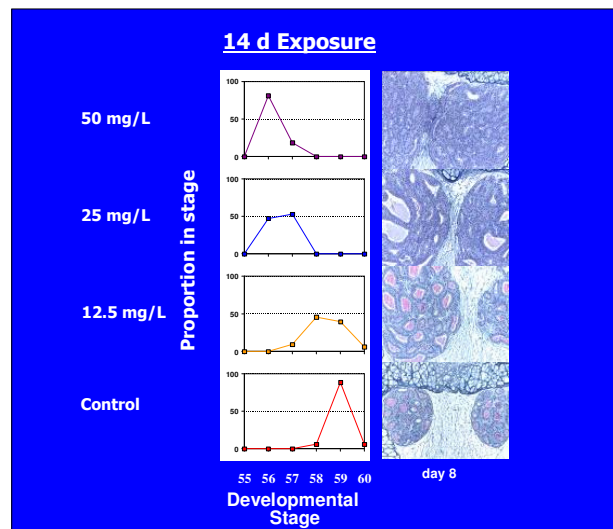 14 d Exposure
50 mg/L
100
50
0
25 mg/L
100
50
0
12.5 mg/L
100
50
0
Control
100
50
0
Proportion in stage
55 56 57 58 59 60
Developmental
Stage
day 8